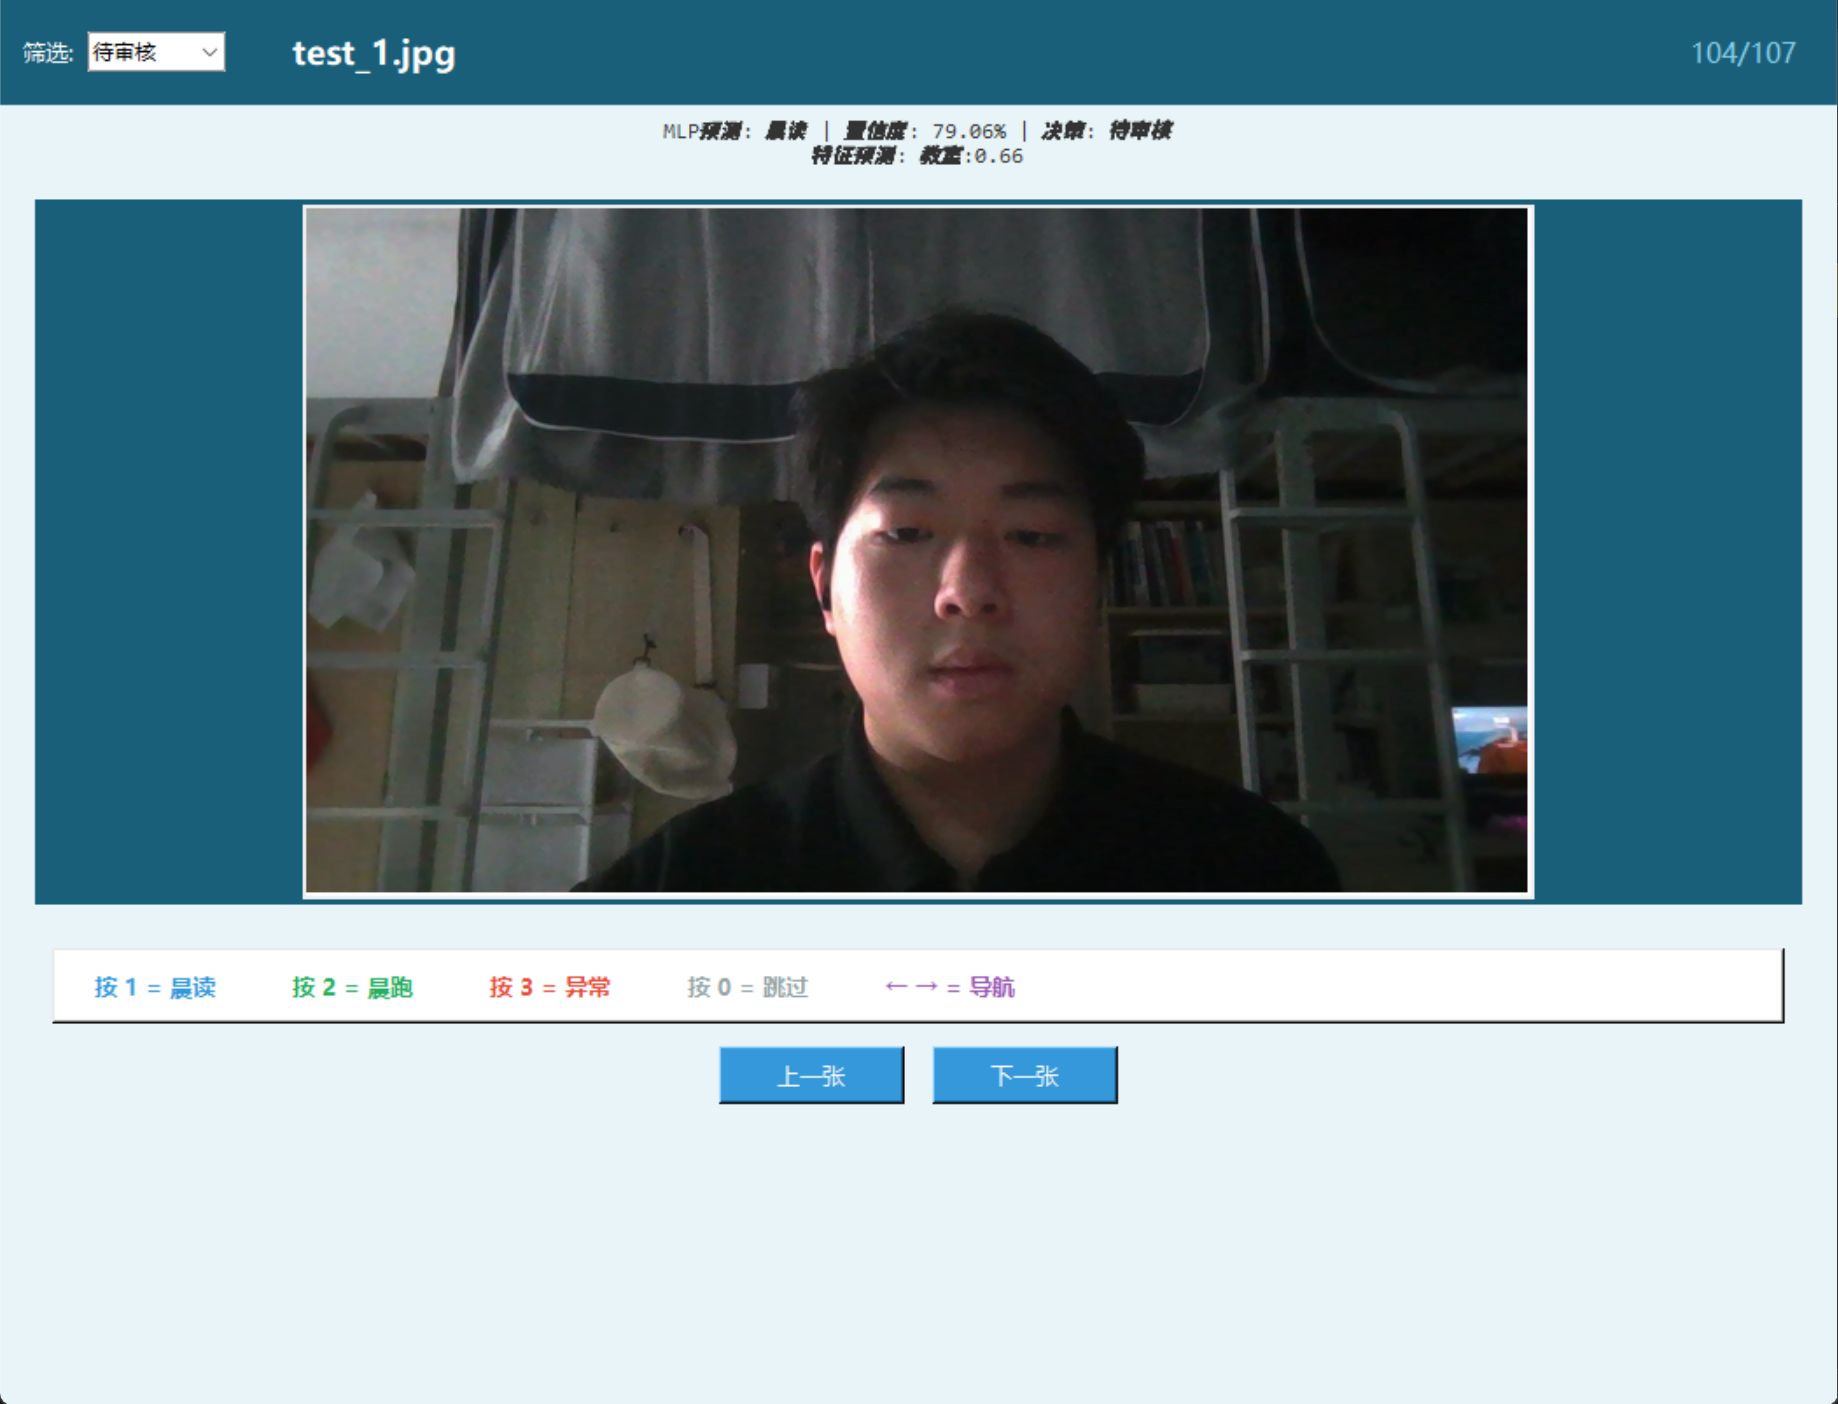 筛选: 待审核 test_1.jpg 104/107
MLP预测: 晨读 | 置信度: 79.06% | 决策: 待审核
特征预测: 教室:0.66
按 1 = 晨读 按 2 = 晨跑 按 3 = 异常 按 0 = 跳过 ←→ = 导航
上一张 下一张